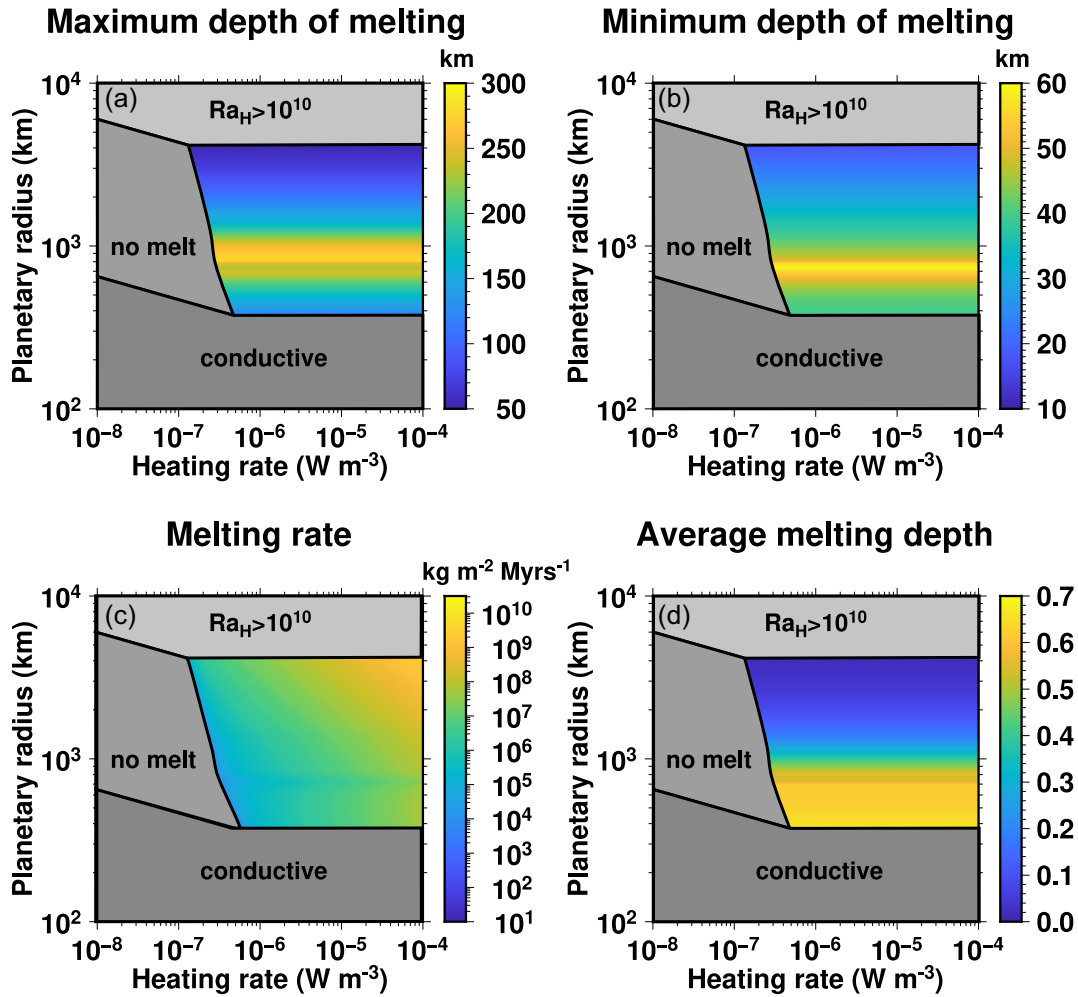 Maximum depth of melting
km
(a)
Ra_H>10^10
no melt
conductive
Planetary radius (km)
10^4
10^3
10^2
10^-8 10^-7 10^-6 10^-5 10^-4
Heating rate (W m^-3)
300
250
200
150
100
50
Minimum depth of melting
km
(b)
Ra_H>10^10
no melt
conductive
Planetary radius (km)
10^4
10^3
10^2
10^-8 10^-7 10^-6 10^-5 10^-4
Heating rate (W m^-3)
60
50
40
30
20
10
Melting rate
kg m^-2 Myrs^-1
(c)
Ra_H>10^10
no melt
conductive
Planetary radius (km)
10^4
10^3
10^2
10^-8 10^-7 10^-6 10^-5 10^-4
Heating rate (W m^-3)
10^10
10^9
10^8
10^7
10^6
10^5
10^4
10^3
10^2
10^1
Average melting depth
(d)
Ra_H>10^10
no melt
conductive
Planetary radius (km)
10^4
10^3
10^2
10^-8 10^-7 10^-6 10^-5 10^-4
Heating rate (W m^-3)
0.7
0.6
0.5
0.4
0.3
0.2
0.1
0.0